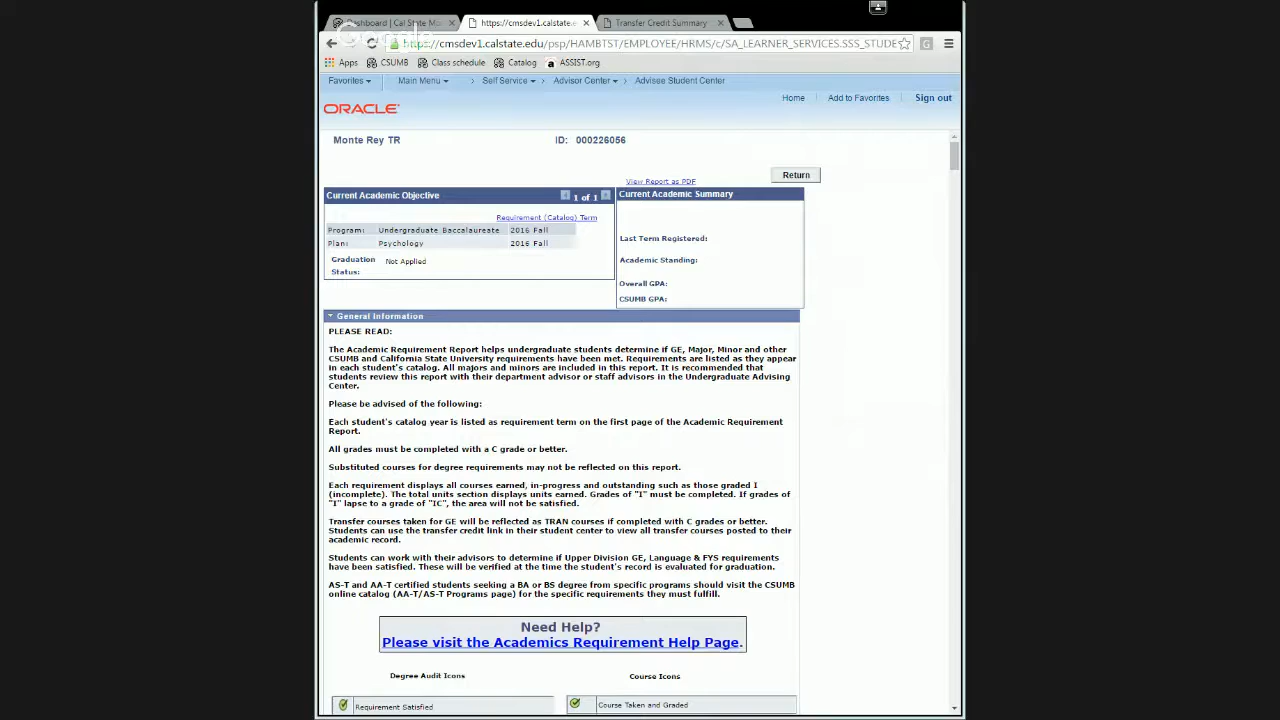 Dashboard | Cal State Mo
https://cmsdev1.calstate.e
Transfer Credit Summary
Google
https://cmsdev1.calstate.edu/psp/HAMBTST/EMPLOYEE/HRMS/c/SA_LEARNER_SERVICES.SSS_STUDE
Apps CSUMB Class schedule Catalog ASSIST.org
Favorites Main Menu > Self Service > Advisor Center > Advisee Student Center
Home Add to Favorites Sign out
ORACLE
Monte Rey TR ID: 000226056
Return
View Report as PDF
Current Academic Objective 1 of 1
Requirement (Catalog) Term
Program: Undergraduate Baccalaureate 2016 Fall
Plan: Psychology 2016 Fall
Graduation Status: Not Applied
Current Academic Summary
Last Term Registered:
Academic Standing:
Overall GPA:
CSUMB GPA:
General Information
PLEASE READ:
The Academic Requirement Report helps undergraduate students determine if GE, Major, Minor and other
CSUMB and California State University requirements have been met. Requirements are listed as they appear
in each student's catalog. All majors and minors are included in this report. It is recommended that
students review this report with their department advisor or staff advisors in the Undergraduate Advising
Center.
Please be advised of the following:
Each student's catalog year is listed as requirement term on the first page of the Academic Requirement
Report.
All grades must be completed with a C grade or better.
Substituted courses for degree requirements may not be reflected on this report.
Each requirement displays all courses earned, in-progress and outstanding such as those graded I
(incomplete). The total units section displays units earned. Grades of "I" must be completed. If grades of
"I" lapse to a grade of "IC", the area will not be satisfied.
Transfer courses taken for GE will be reflected as TRAN courses if completed with C grades or better.
Students can use the transfer credit link in their student center to view all transfer courses posted to their
academic record.
Students can work with their advisors to determine if Upper Division GE, Language & FYS requirements
have been satisfied. These will be verified at the time the student's record is evaluated for graduation.
AS-T and AA-T certified students seeking a BA or BS degree from specific programs should visit the CSUMB
online catalog (AA-T/AS-T Programs page) for the specific requirements they must fulfill.
Need Help?
Please visit the Academics Requirement Help Page.
Degree Audit Icons Course Icons
Requirement Satisfied Course Taken and Graded